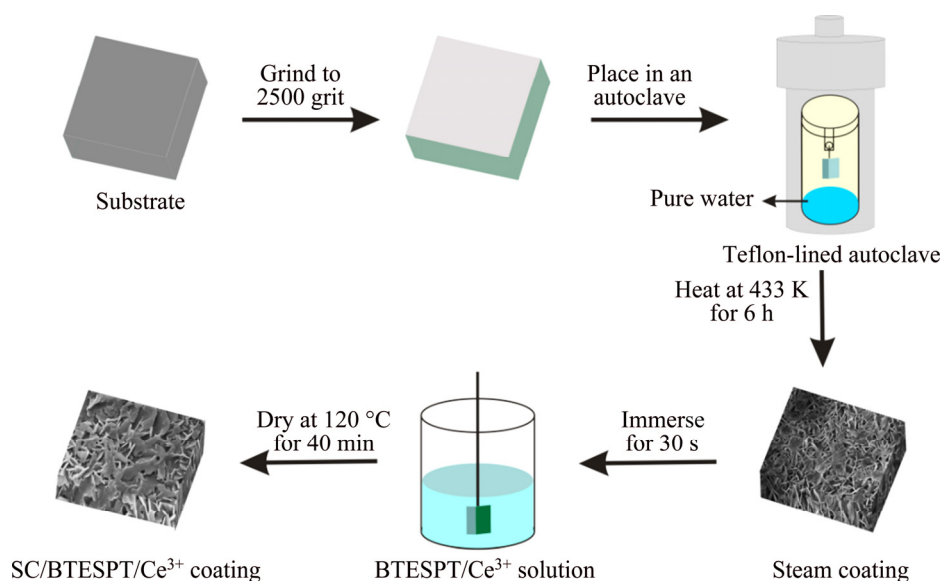 Grind to
2500 grit
Place in an
autoclave
Substrate
Pure water
Teflon-lined autoclave
Heat at 433 K
for 6 h
Dry at 120 °C
for 40 min
Immerse
for 30 s
SC/BTESPT/Ce³⁺ coating
BTESPT/Ce³⁺ solution
Steam coating